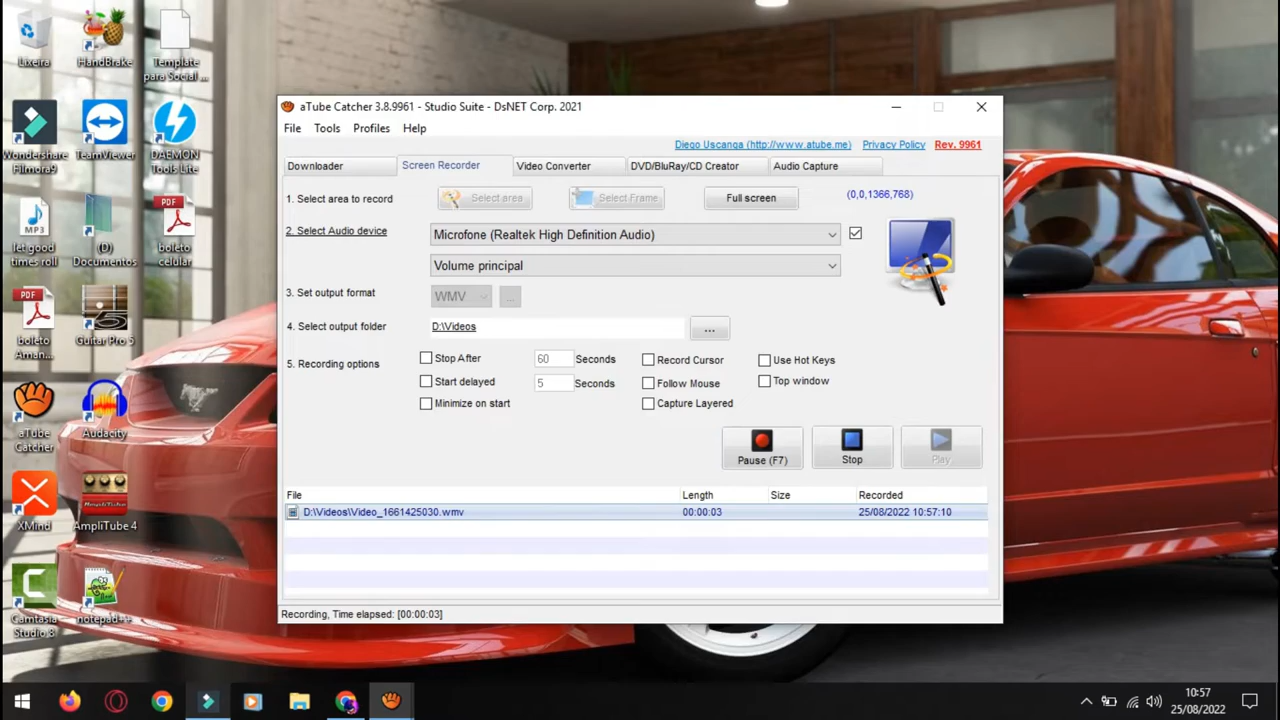 Lixeira
HandBrake
Template
para Social ...
Wondershare
Filmora9
TeamViewer
DAEMON
Tools Lite
MP3
let good
times roll
(D)
Documentos
PDF
boleto
celular
PDF
boleto
Aman...
Guitar Pro 5
aTube
Catcher
Audacity
XMind
AmpliTube 4
Camtasia
Studio 8
notepad++
aTube Catcher 3.8.9961 - Studio Suite - DsNET Corp. 2021
File Tools Profiles Help
Diego Uscanga (http://www.atube.me) Privacy Policy Rev. 9961
Downloader Screen Recorder Video Converter DVD/BluRay/CD Creator Audio Capture
1. Select area to record Select area Select Frame Full screen (0,0,1366,768)
2. Select Audio device Microfone (Realtek High Definition Audio)
Volume principal
3. Set output format WMV ...
4. Select output folder D:\Videos ...
5. Recording options Stop After 60 Seconds Record Cursor Use Hot Keys
Start delayed 5 Seconds Follow Mouse Top window
Minimize on start Capture Layered
Pause (F7) Stop Play
File Length Size Recorded
D:\Videos\Video_1661425030.wmv 00:00:03 25/08/2022 10:57:10
Recording, Time elapsed: [00:00:03]
10:57
25/08/2022